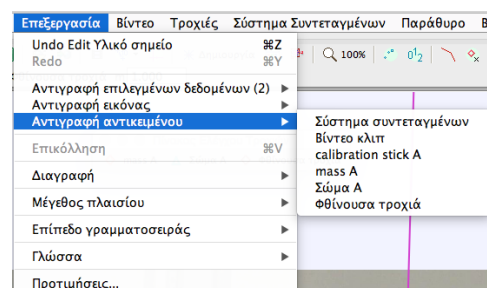 Επεξεργασία Βίντεο Τροχιές Σύστημα Συντεταγμένων Παράθυρο
Undo Edit Υλικό σημείο ⌘Z
Redo ⌘Y
100%
Αντιγραφή επιλεγμένων δεδομένων (2)
Αντιγραφή εικόνας
Αντιγραφή αντικειμένου
Σύστημα συντεταγμένων
Βίντεο κλιπ
calibration stick A
mass A
Σώμα A
Φθίνουσα τροχιά
Επικόλληση ⌘V
Διαγραφή
Μέγεθος πλαισίου
Επίπεδο γραμματοσειράς
Γλώσσα
Προτιμήσεις...